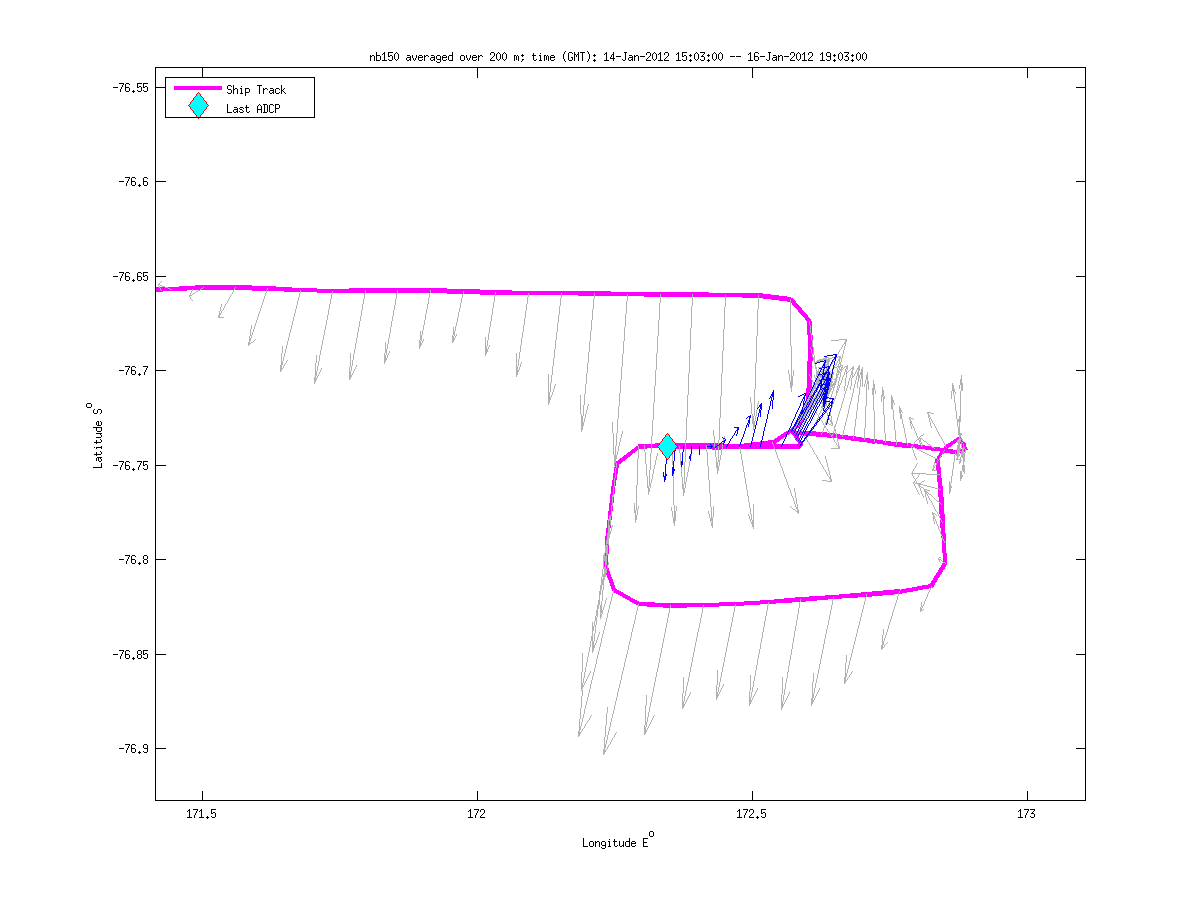 nb150 averaged over 200 m; time (GMT): 14-Jan-2012 15:03:00 -- 16-Jan-2012 19:03:00
Ship Track
Last ADCP
-76.55
-76.6
-76.65
-76.7
-76.75
-76.8
-76.85
-76.9
Latitude S°
171.5
172
172.5
173
Longitude E°